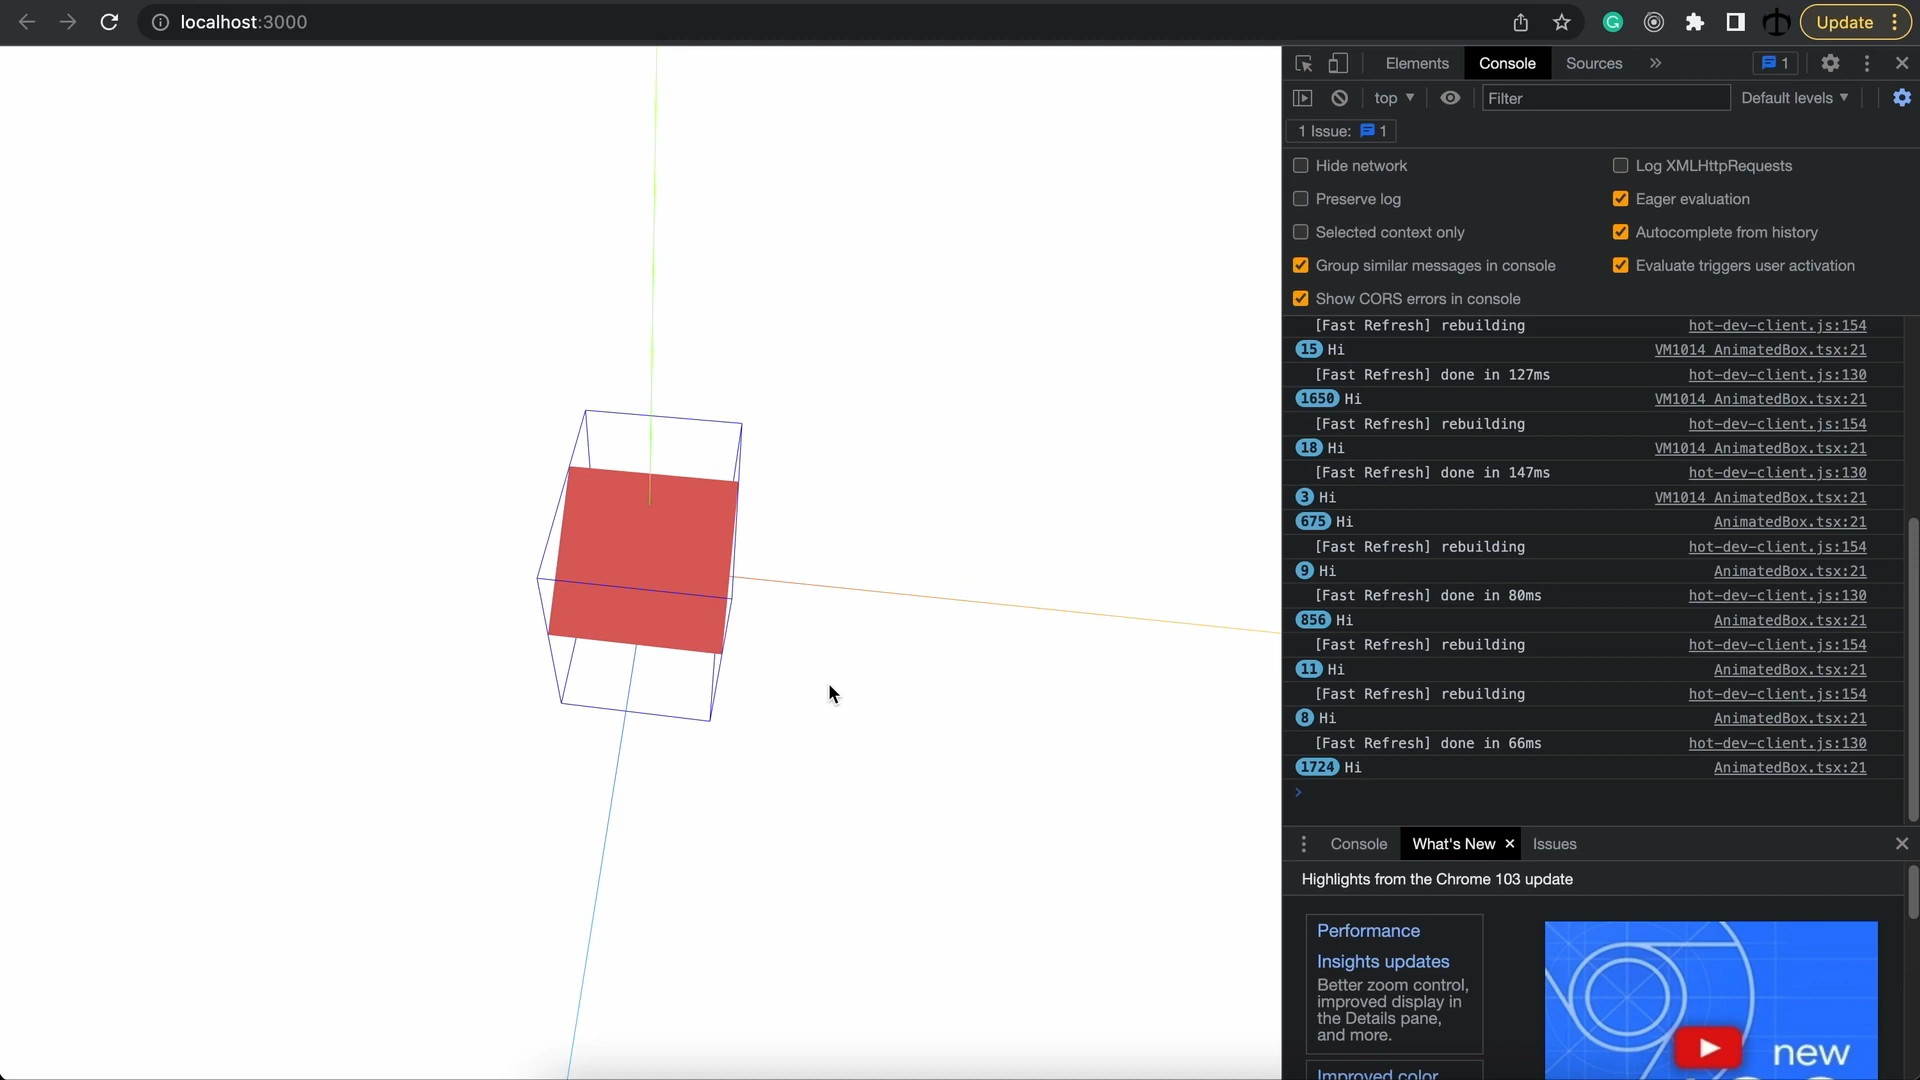 localhost:3000
Update
Elements
Console
Sources
1
top
Filter
Default levels
1 Issue: 1
Hide network
Log XMLHttpRequests
Preserve log
Eager evaluation
Selected context only
Autocomplete from history
Group similar messages in console
Evaluate triggers user activation
Show CORS errors in console
[Fast Refresh] rebuilding hot-dev-client.js:154
15 Hi VM1014 AnimatedBox.tsx:21
[Fast Refresh] done in 127ms hot-dev-client.js:130
1650 Hi VM1014 AnimatedBox.tsx:21
[Fast Refresh] rebuilding hot-dev-client.js:154
18 Hi VM1014 AnimatedBox.tsx:21
[Fast Refresh] done in 147ms hot-dev-client.js:130
3 Hi VM1014 AnimatedBox.tsx:21
675 Hi AnimatedBox.tsx:21
[Fast Refresh] rebuilding hot-dev-client.js:154
9 Hi AnimatedBox.tsx:21
[Fast Refresh] done in 80ms hot-dev-client.js:130
856 Hi AnimatedBox.tsx:21
[Fast Refresh] rebuilding hot-dev-client.js:154
11 Hi AnimatedBox.tsx:21
[Fast Refresh] rebuilding hot-dev-client.js:154
8 Hi AnimatedBox.tsx:21
[Fast Refresh] done in 66ms hot-dev-client.js:130
1724 Hi AnimatedBox.tsx:21
Console
What's New
Issues
Highlights from the Chrome 103 update
Performance
Insights updates
Better zoom control,
improved display in
the Details pane,
and more.
Improved color
new